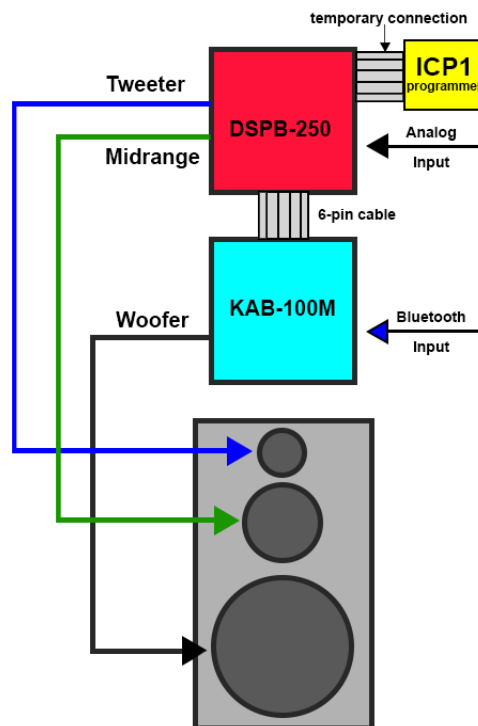 temporary connection
ICP1
programmer
Tweeter
DSPB-250
Analog
Input
Midrange
6-pin cable
KAB-100M
Woofer
Bluetooth
Input